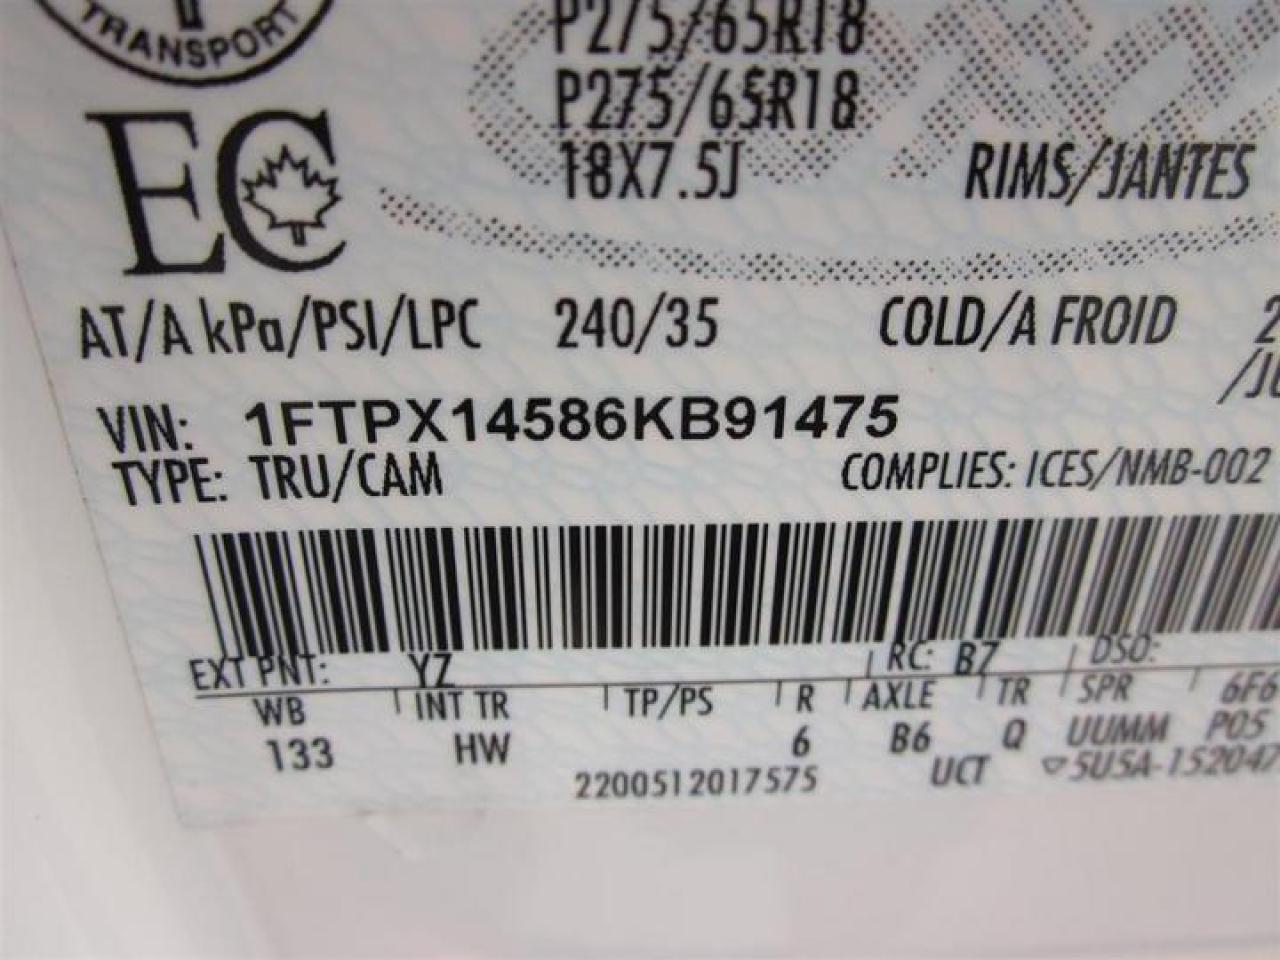 TRANSPORT
P275/65R18
P275/65R18
18X7.5J RIMS/JANTES
EC
AT/A kPa/PSI/LPC 240/35 COLD/A FROID
VIN: 1FTPX14586KB91475
TYPE: TRU/CAM COMPLIES: ICES/NMB-002
EXT PNT: YZ RC: B7 DSO:
WB INT TR TP/PS R AXLE TR SPR 6F6
133 HW 6 B6 Q UUMM P05
2200512017575 UCT ▽5U5A-152047